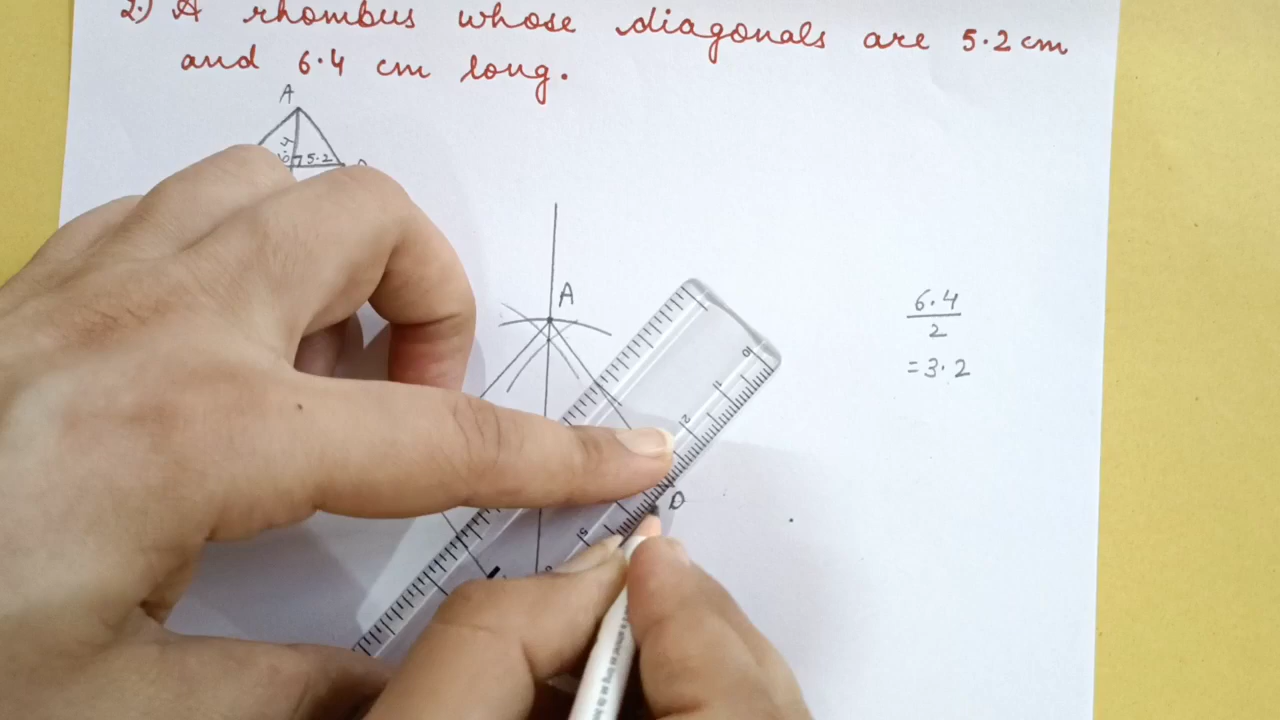 2.) A rhombus whose diagonals are 5.2 cm
and 6.4 cm long.
A
5.2
A
6.4
2
= 3.2
D